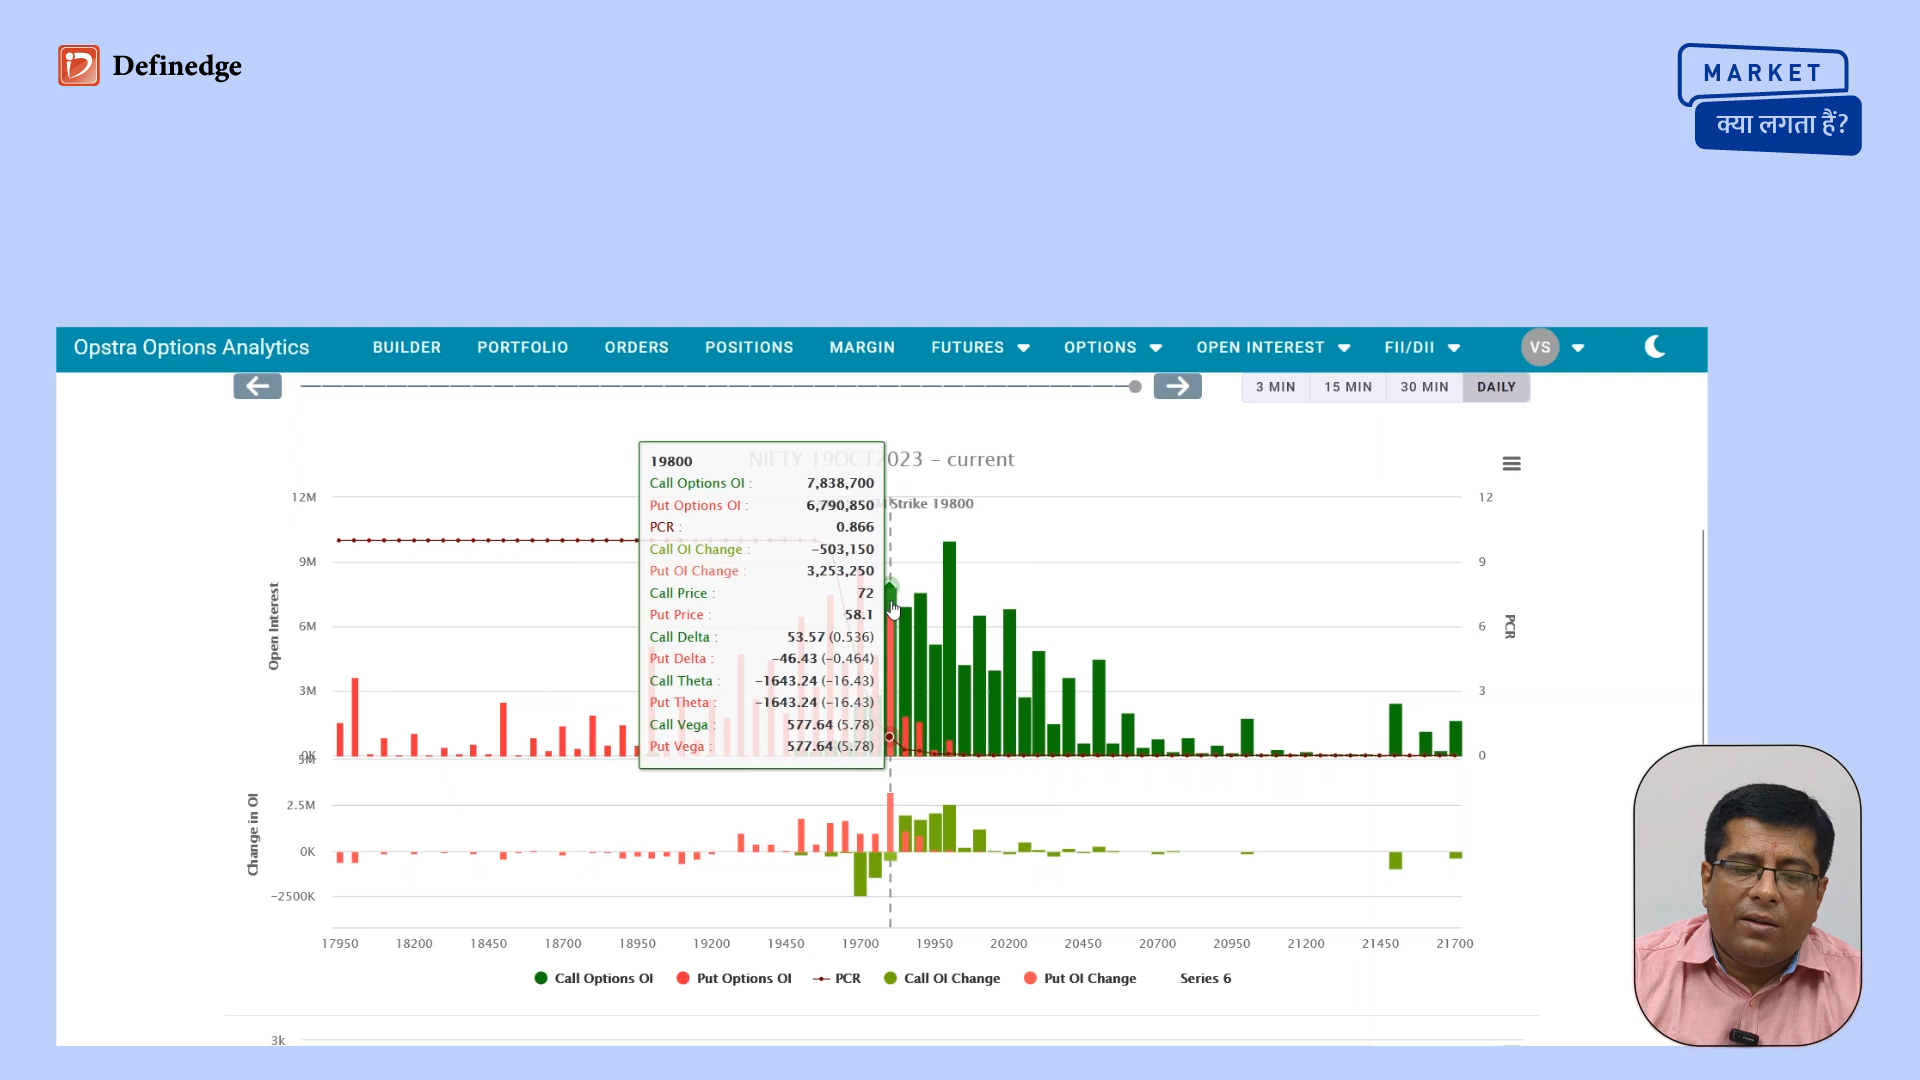 Definedge
MARKET
क्या लगता हैं?
Opstra Options Analytics
BUILDER
PORTFOLIO
ORDERS
POSITIONS
MARGIN
FUTURES
OPTIONS
OPEN INTEREST
FII/DII
VS
3 MIN
15 MIN
30 MIN
DAILY
NIFTY 19OCT2023 – current
Strike 19800
19800
Call Options OI : 7,838,700
Put Options OI : 6,790,850
PCR : 0.866
Call OI Change : -503,150
Put OI Change : 3,253,250
Call Price : 72
Put Price : 58.1
Call Delta : 53.57 (0.536)
Put Delta : -46.43 (-0.464)
Call Theta : -1643.24 (-16.43)
Put Theta : -1643.24 (-16.43)
Call Vega : 577.64 (5.78)
Put Vega : 577.64 (5.78)
Open Interest
12M
9M
6M
3M
0K
PCR
12
9
6
3
0
Change in OI
5M
2.5M
0K
-2500K
17950 18200 18450 18700 18950 19200 19450 19700 19950 20200 20450 20700 20950 21200 21450 21700
Call Options OI
Put Options OI
PCR
Call OI Change
Put OI Change
Series 6
3k